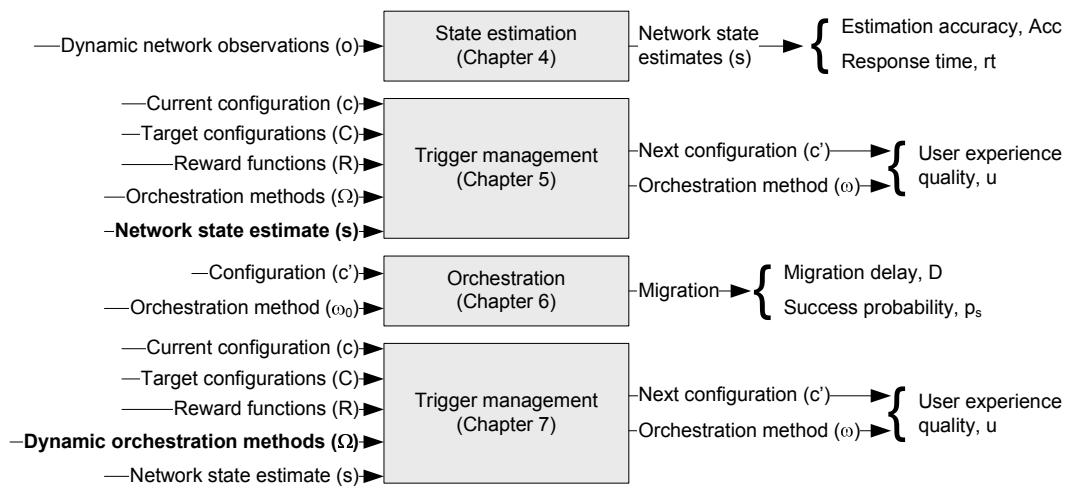 Dynamic network observations (o)
State estimation
(Chapter 4)
Network state
estimates (s)
Estimation accuracy, Acc
Response time, rt
Current configuration (c)
Target configurations (C)
Reward functions (R)
Orchestration methods (Ω)
Network state estimate (s)
Trigger management
(Chapter 5)
Next configuration (c')
Orchestration method (ω)
User experience
quality, u
Configuration (c')
Orchestration method (ω₀)
Orchestration
(Chapter 6)
Migration
Migration delay, D
Success probability, pₛ
Current configuration (c)
Target configurations (C)
Reward functions (R)
Dynamic orchestration methods (Ω)
Network state estimate (s)
Trigger management
(Chapter 7)
Next configuration (c')
Orchestration method (ω)
User experience
quality, u